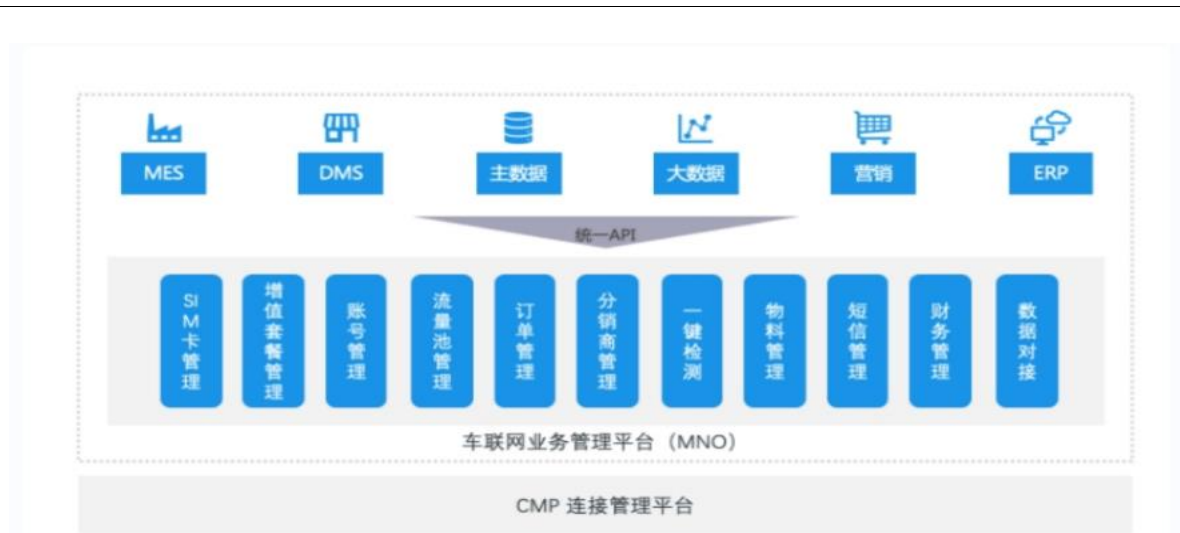 MES
DMS
主数据
大数据
营销
ERP
统一API
SIM卡管理
增值套餐管理
账号管理
流量池管理
订单管理
分销商管理
一键检测
物料管理
短信管理
财务管理
数据对接
车联网业务管理平台（MNO）
CMP 连接管理平台